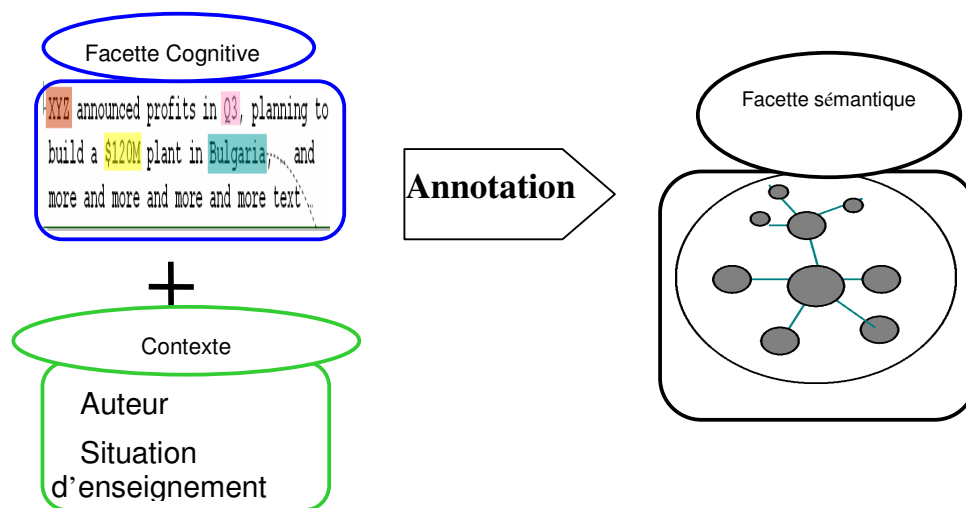 Facette Cognitive
XYZ announced profits in Q3, planning to
build a $120M plant in Bulgaria, and
more and more and more and more text ..
+
Contexte
Auteur
Situation
d'enseignement
Annotation
Facette sémantique